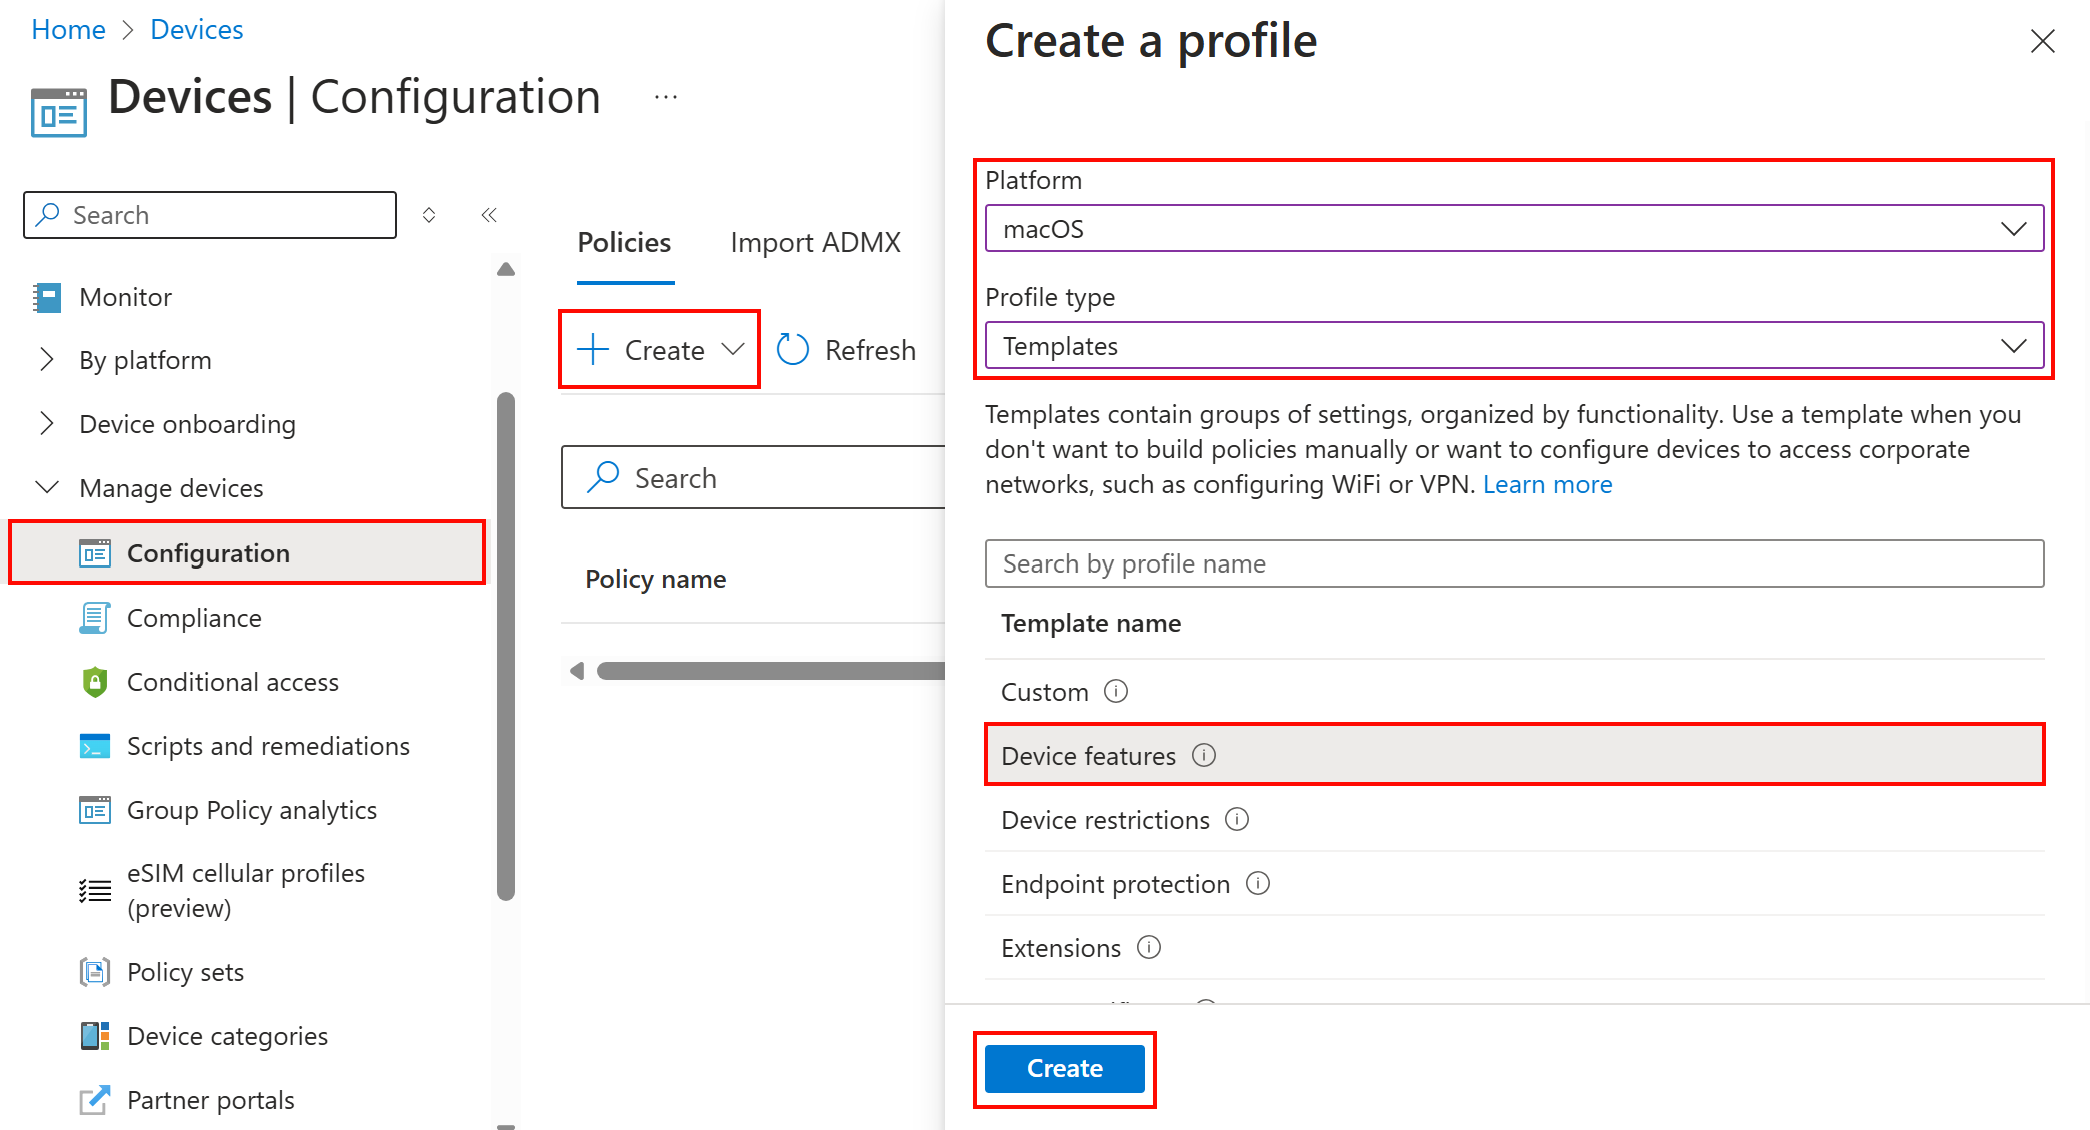 Home > Devices
Devices | Configuration ...
Search
Monitor
By platform
Device onboarding
Manage devices
Configuration
Compliance
Conditional access
Scripts and remediations
Group Policy analytics
eSIM cellular profiles
(preview)
Policy sets
Device categories
Partner portals
Policies Import ADMX
Create Refresh
Search
Policy name
Create a profile
Platform
macOS
Profile type
Templates
Templates contain groups of settings, organized by functionality. Use a template when you
don't want to build policies manually or want to configure devices to access corporate
networks, such as configuring WiFi or VPN. Learn more
Search by profile name
Template name
Custom
Device features
Device restrictions
Endpoint protection
Extensions
Create